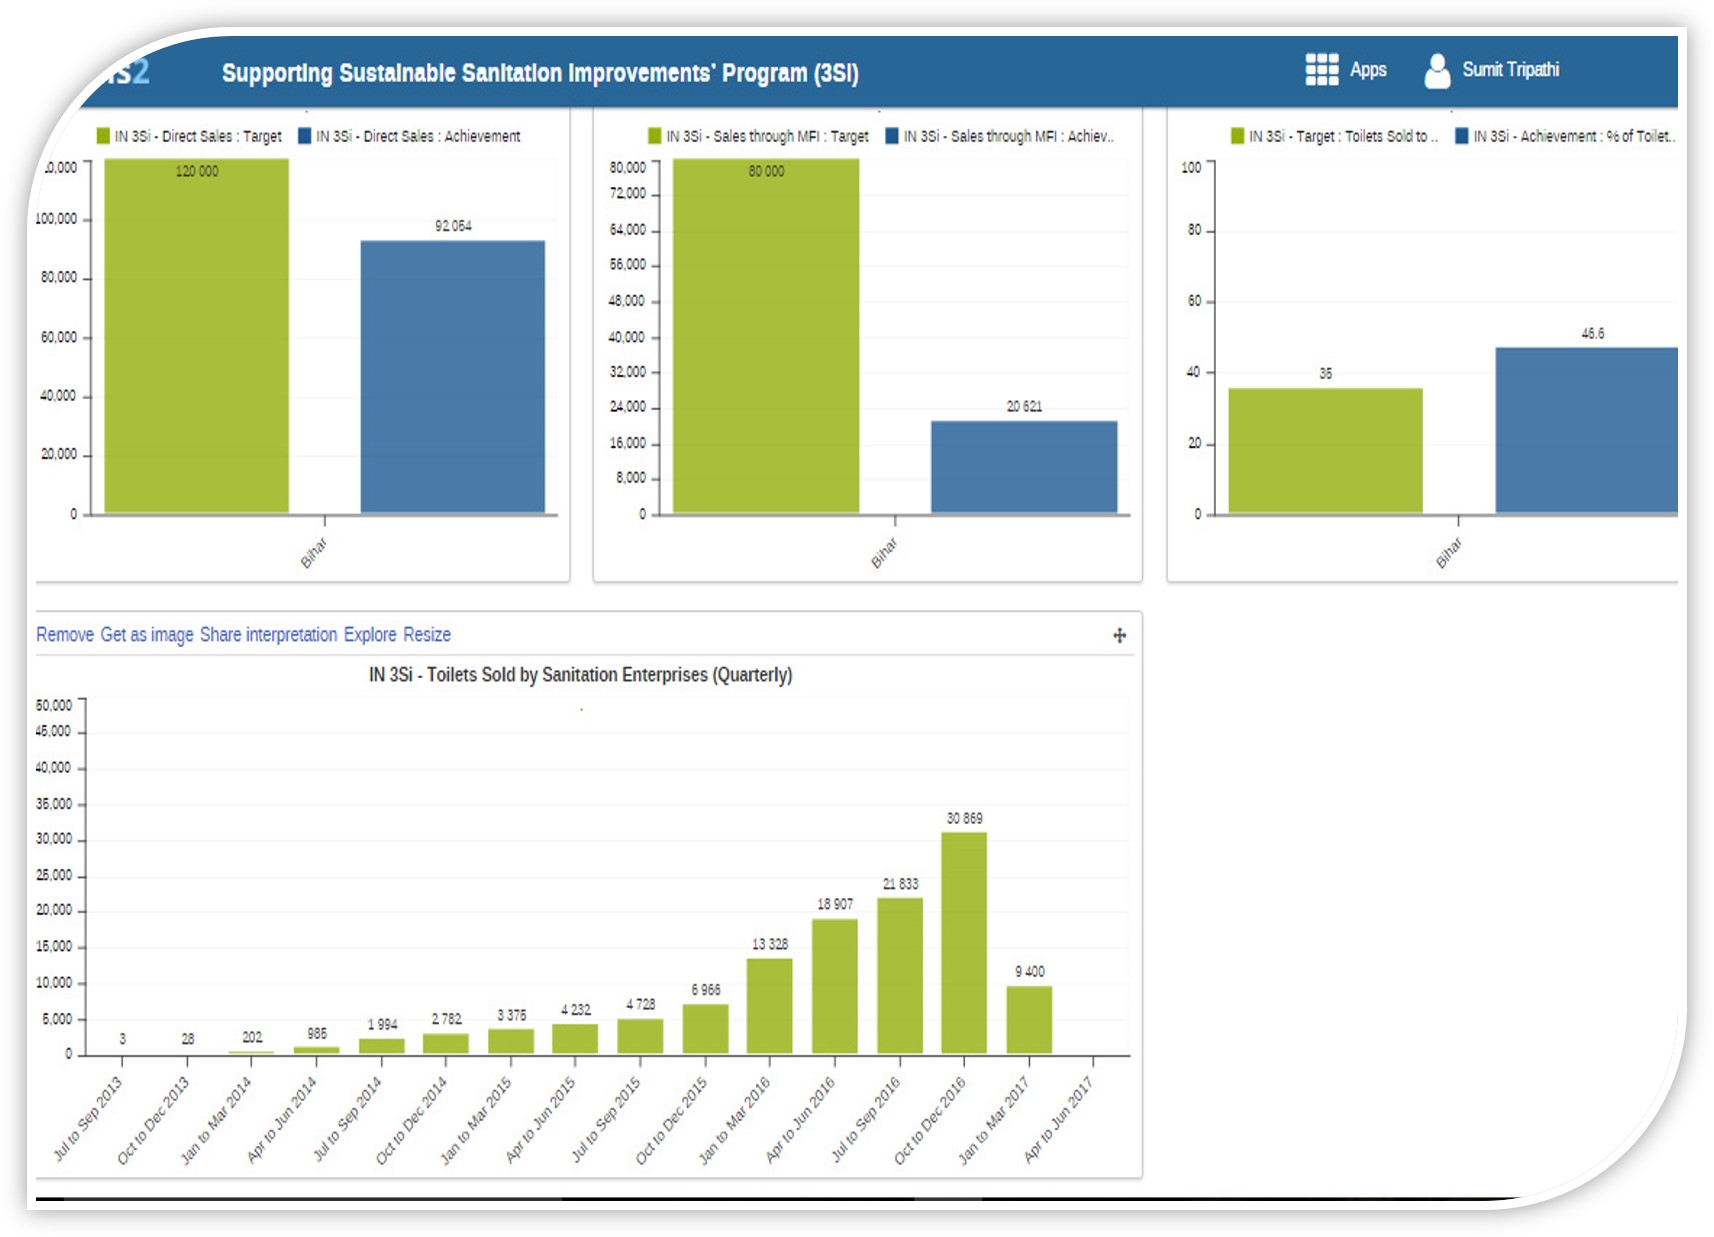 is2 Supporting Sustainable Sanitation Improvements' Program (3SI) Apps Sumit Tripathi
IN 3Si - Direct Sales : Target IN 3Si - Direct Sales : Achievement
0,000
100,000
80,000
60,000
40,000
20,000
0
120 000
92 054
Bihar
IN 3Si - Sales through MFI : Target IN 3Si - Sales through MFI : Achiev..
80,000
72,000
64,000
56,000
48,000
40,000
32,000
24,000
16,000
8,000
0
80 000
20 621
Bihar
IN 3Si - Target : Toilets Sold to .. IN 3Si - Achievement : % of Toilet..
100
80
60
40
20
0
35
46.6
Bihar
Remove Get as image Share interpretation Explore Resize
IN 3Si - Toilets Sold by Sanitation Enterprises (Quarterly)
50,000
45,000
40,000
35,000
30,000
25,000
20,000
15,000
10,000
5,000
0
3
28
202
985
1 994
2 782
3 375
4 232
4 728
6 966
13 328
18 907
21 833
30 869
9 400
Jul to Sep 2013
Oct to Dec 2013
Jan to Mar 2014
Apr to Jun 2014
Jul to Sep 2014
Oct to Dec 2014
Jan to Mar 2015
Apr to Jun 2015
Jul to Sep 2015
Oct to Dec 2015
Jan to Mar 2016
Apr to Jun 2016
Jul to Sep 2016
Oct to Dec 2016
Jan to Mar 2017
Apr to Jun 2017